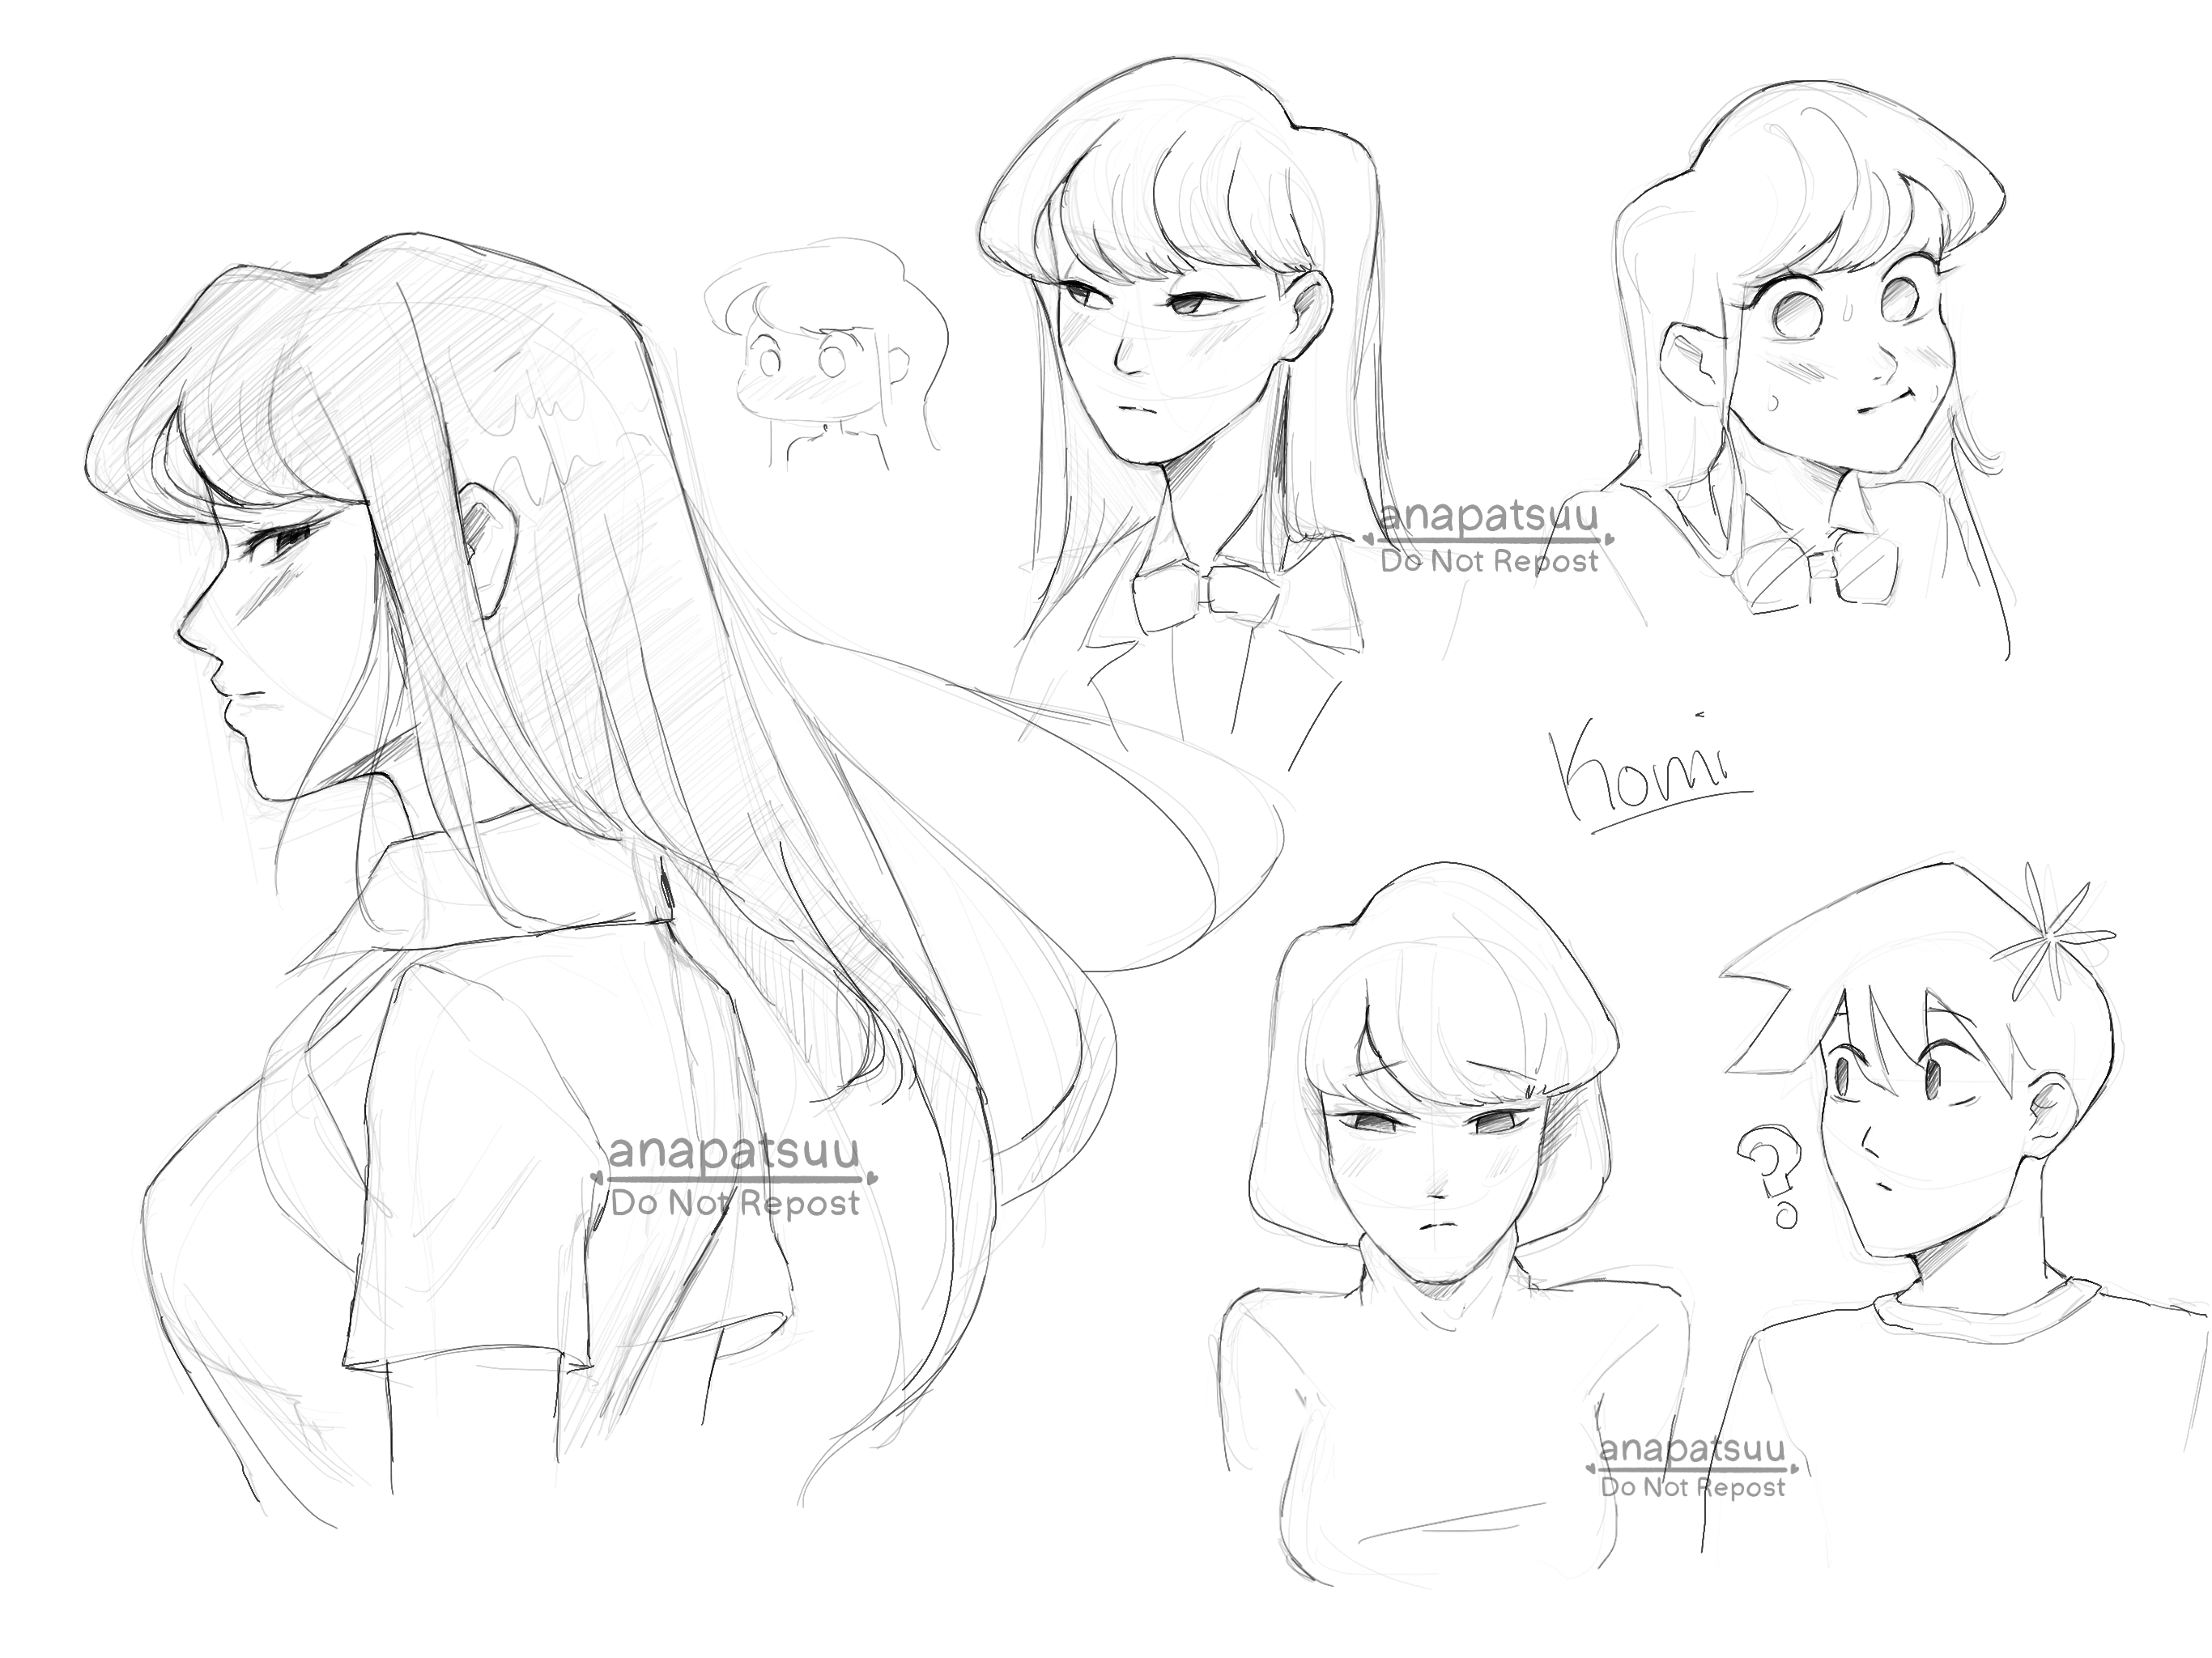 anapatsuu
Do Not Repost
Komi
anapatsuu
Do Not Repost
?
anapatsuu
Do Not Repost